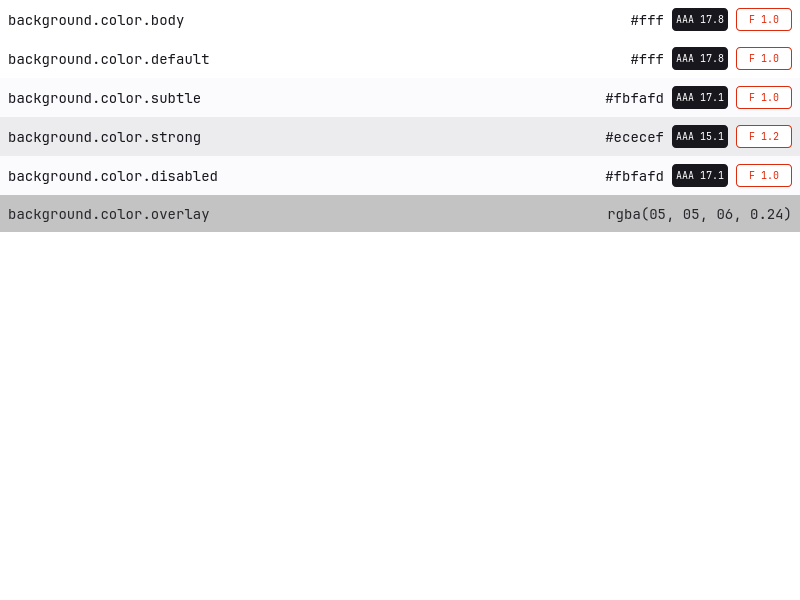 background.color.body #fff AAA 17.8 F 1.0
background.color.default #fff AAA 17.8 F 1.0
background.color.subtle #fbfafd AAA 17.1 F 1.0
background.color.strong #ececef AAA 15.1 F 1.2
background.color.disabled #fbfafd AAA 17.1 F 1.0
background.color.overlay rgba(05, 05, 06, 0.24)